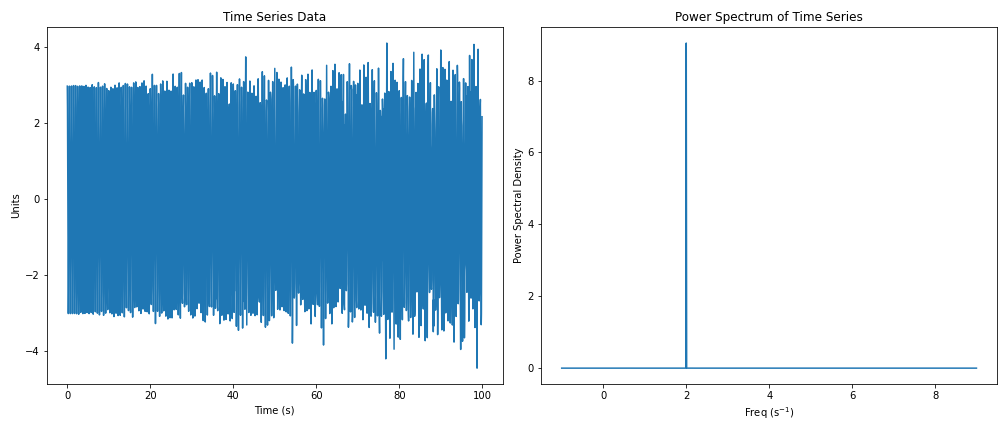 Time Series Data
Units
4
2
0
−2
−4
0 20 40 60 80 100
Time (s)
Power Spectrum of Time Series
Power Spectral Density
8
6
4
2
0
0 2 4 6 8
Freq (s⁻¹)